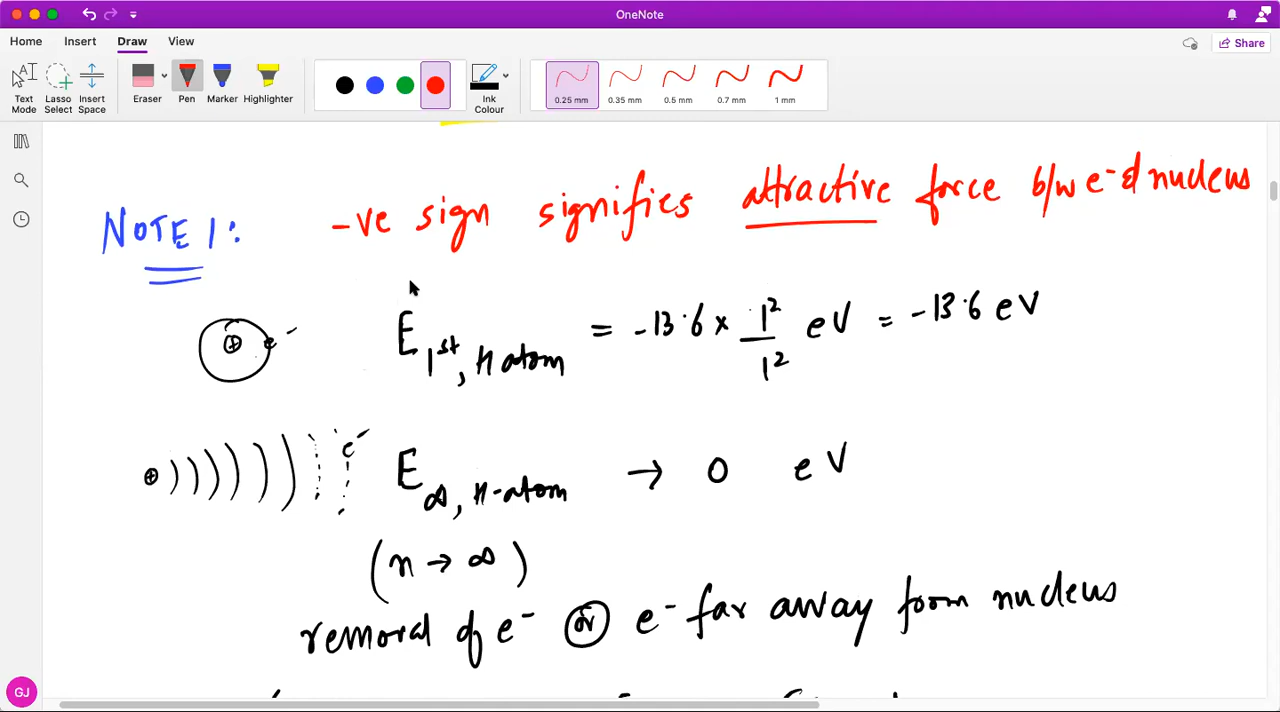 OneNote
Home Insert Draw View
Share
Text Mode
Lasso Select
Insert Space
Eraser
Pen
Marker
Highlighter
Ink Colour
0.25 mm
0.35 mm
0.5 mm
0.7 mm
1 mm
NOTE 1: -ve sign signifies attractive force b/w e- & nucleus
⊕ e- E1st, H atom = -13.6 × 1²/1² eV = -13.6 eV
⊕ e- E∞, H-atom → 0 eV
(n → ∞)
removal of e- or e- far away from nucleus
GJ